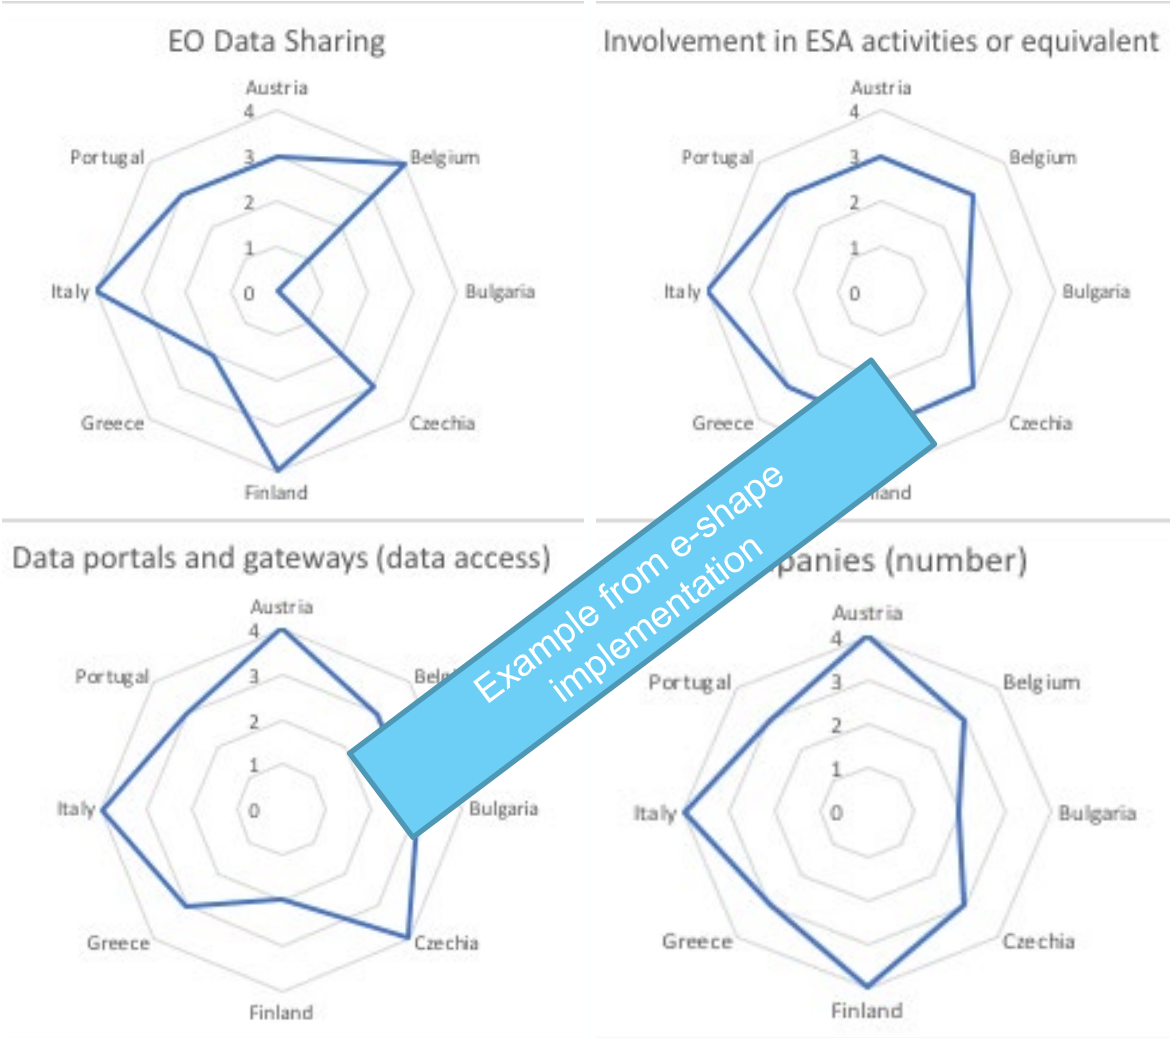 EO Data Sharing
Austria
4
Portugal
3
Belgium
2
1
Italy
0
Bulgaria
Greece
Czechia
Finland
Involvement in ESA activities or equivalent
Austria
4
Portugal
3
Belgium
2
1
Italy
0
Bulgaria
Greece
Czechia
land
Data portals and gateways (data access)
Austria
4
Portugal
Belg
3
2
1
Italy
0
Bulgaria
Greece
Czechia
Finland
panies (number)
Austria
4
Portugal
3
Belgium
2
1
Italy
0
Bulgaria
Greece
Czechia
Finland
Example from e-shape
implementation